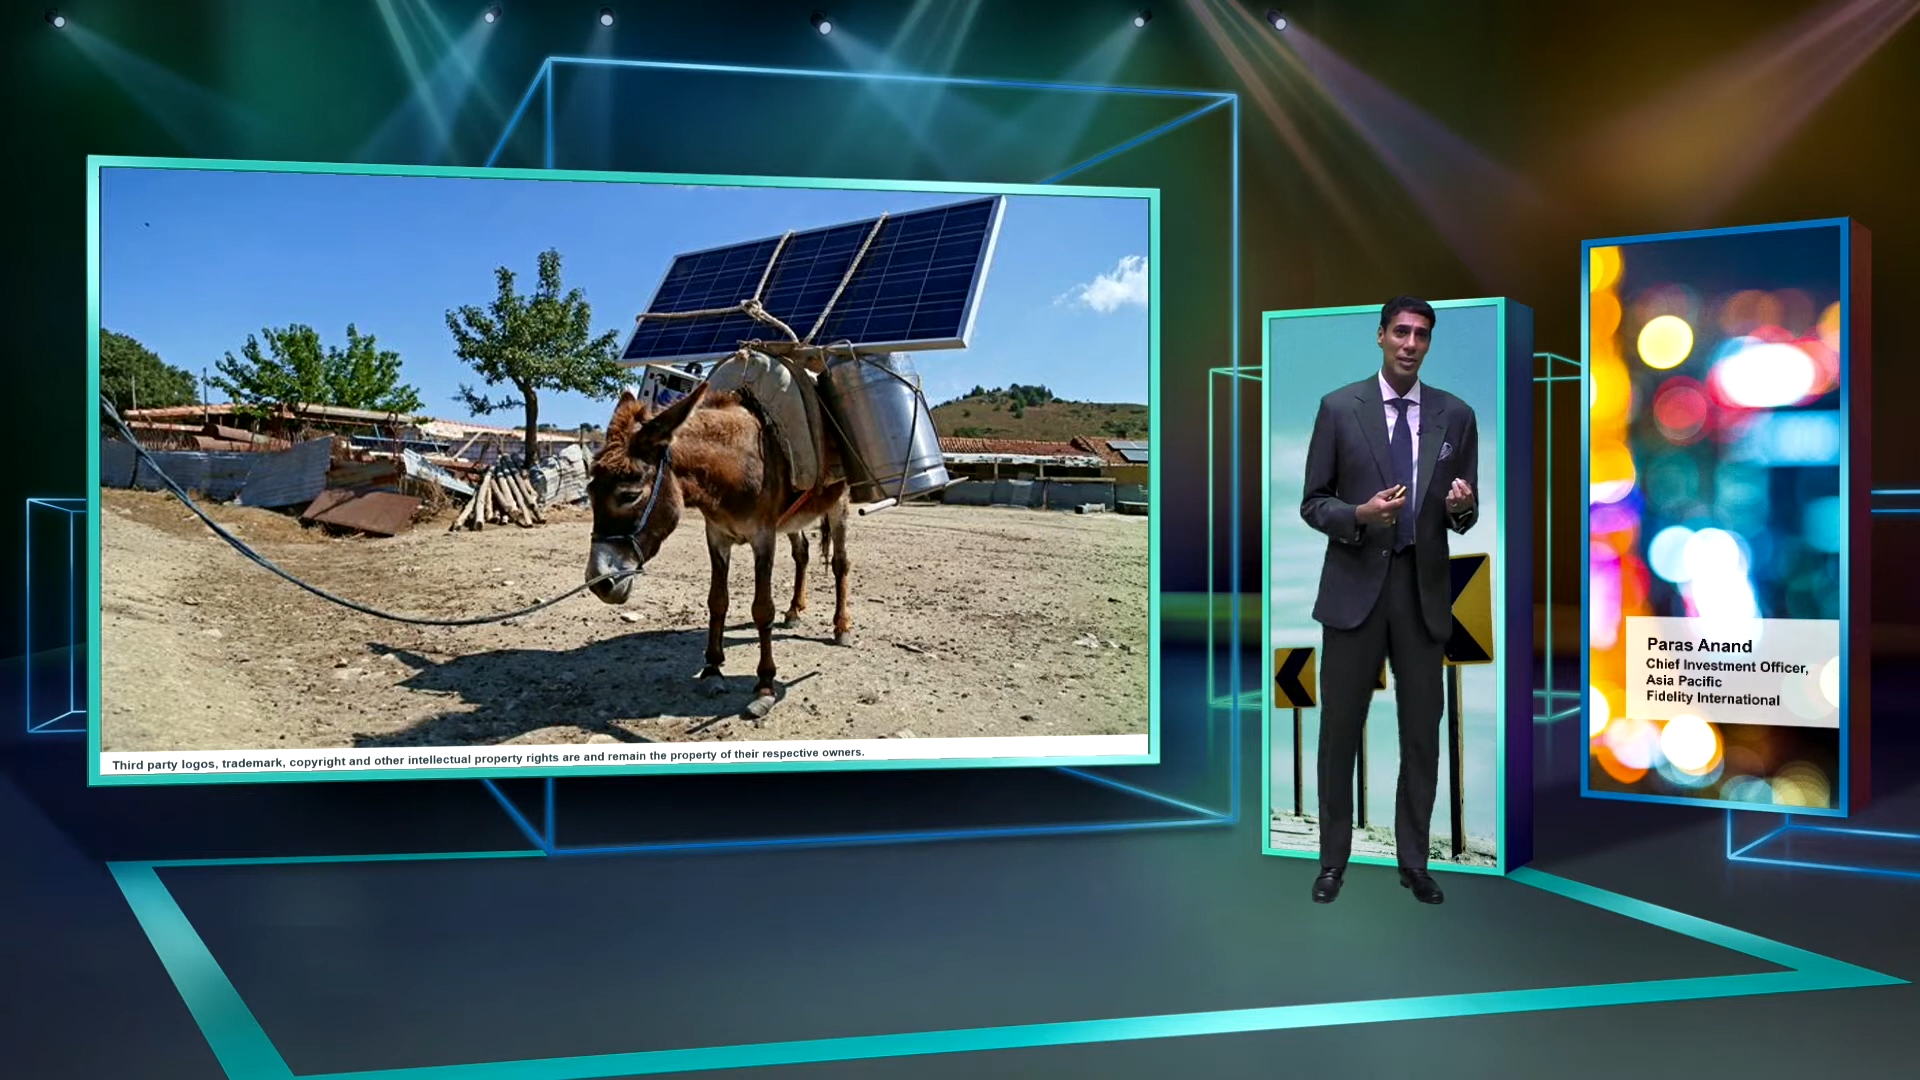 Third party logos, trademark, copyright and other intellectual property rights are and remain the property of their respective owners.
Paras Anand
Chief Investment Officer,
Asia Pacific
Fidelity International